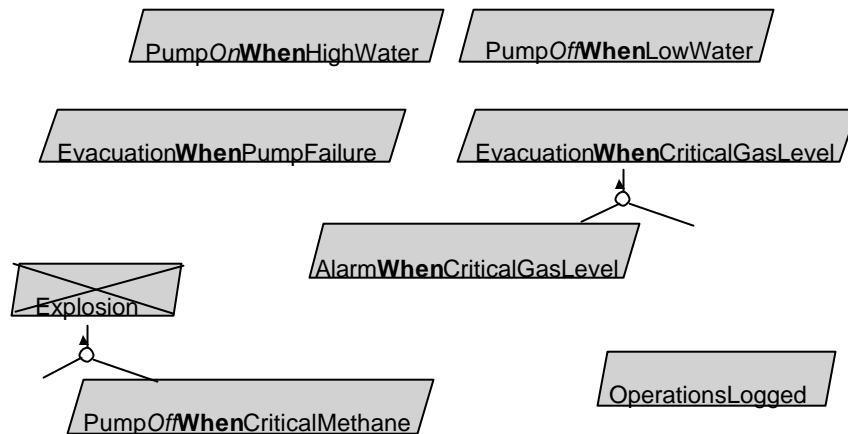 PumpOnWhenHighWater
PumpOffWhenLowWater
EvacuationWhenPumpFailure
EvacuationWhenCriticalGasLevel
AlarmWhenCriticalGasLevel
Explosion
OperationsLogged
PumpOffWhenCriticalMethane